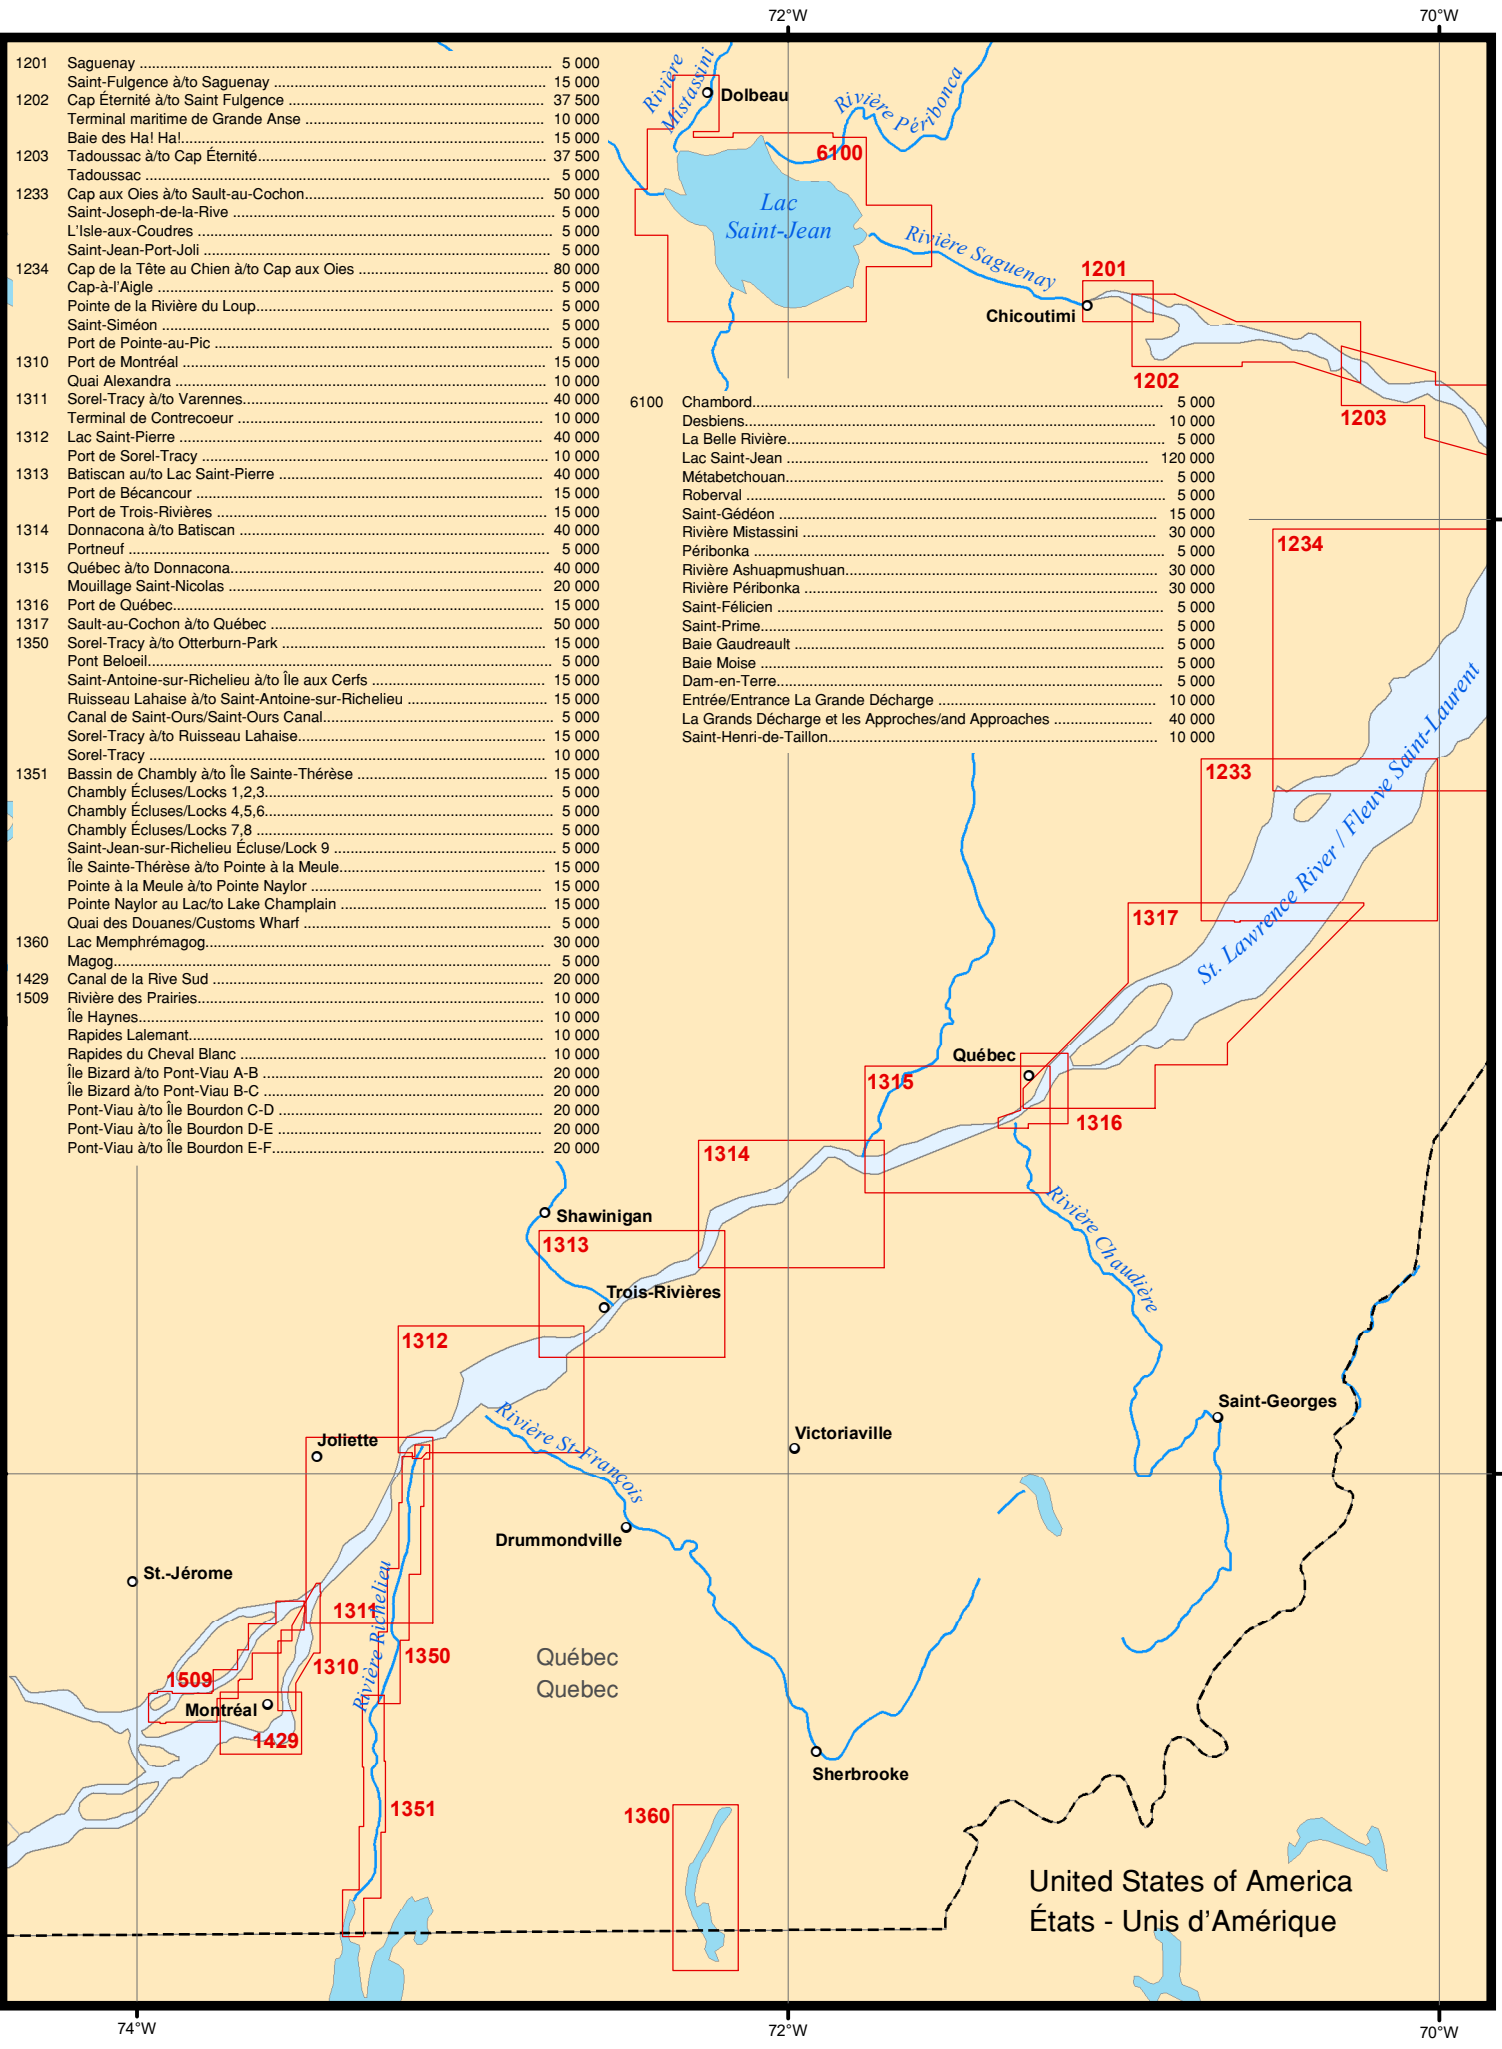 72°W
70°W
1201 Saguenay 5 000
Saint-Fulgence à/to Saguenay 15 000
1202 Cap Éternité à/to Saint Fulgence 37 500
Terminal maritime de Grande Anse 10 000
Baie des Ha! Ha! 15 000
1203 Tadoussac à/to Cap Éternité 37 500
Tadoussac 5 000
1233 Cap aux Oies à/to Sault-au-Cochon 50 000
Saint-Joseph-de-la-Rive 5 000
L'Isle-aux-Coudres 5 000
Saint-Jean-Port-Joli 5 000
1234 Cap de la Tête au Chien à/to Cap aux Oies 80 000
Cap-à-l'Aigle 5 000
Pointe de la Rivière du Loup 5 000
Saint-Siméon 5 000
Port de Pointe-au-Pic 5 000
1310 Port de Montréal 15 000
Quai Alexandra 10 000
1311 Sorel-Tracy à/to Varennes 40 000
Terminal de Contrecoeur 10 000
1312 Lac Saint-Pierre 40 000
Port de Sorel-Tracy 10 000
1313 Batiscan au/to Lac Saint-Pierre 40 000
Port de Bécancour 15 000
Port de Trois-Rivières 15 000
1314 Donnacona à/to Batiscan 40 000
Portneuf 5 000
1315 Québec à/to Donnacona 40 000
Mouillage Saint-Nicolas 20 000
1316 Port de Québec 15 000
1317 Sault-au-Cochon à/to Québec 50 000
1350 Sorel-Tracy à/to Otterburn-Park 15 000
Pont Beloeil 5 000
Saint-Antoine-sur-Richelieu à/to Île aux Cerfs 15 000
Ruisseau Lahaise à/to Saint-Antoine-sur-Richelieu 15 000
Canal de Saint-Ours/Saint-Ours Canal 5 000
Sorel-Tracy à/to Ruisseau Lahaise 15 000
Sorel-Tracy 10 000
1351 Bassin de Chambly à/to Île Sainte-Thérèse 15 000
Chambly Écluses/Locks 1,2,3 5 000
Chambly Écluses/Locks 4,5,6 5 000
Chambly Écluses/Locks 7,8 5 000
Saint-Jean-sur-Richelieu Écluse/Lock 9 5 000
Île Sainte-Thérèse à/to Pointe à la Meule 15 000
Pointe à la Meule à/to Pointe Naylor 15 000
Pointe Naylor au Lac/to Lake Champlain 15 000
Quai des Douanes/Customs Wharf 5 000
1360 Lac Memphrémagog 30 000
Magog 5 000
1429 Canal de la Rive Sud 20 000
1509 Rivière des Prairies 10 000
Île Haynes 10 000
Rapides Lalemant 10 000
Rapides du Cheval Blanc 10 000
Île Bizard à/to Pont-Viau A-B 20 000
Île Bizard à/to Pont-Viau B-C 20 000
Pont-Viau à/to Île Bourdon C-D 20 000
Pont-Viau à/to Île Bourdon D-E 20 000
Pont-Viau à/to Île Bourdon E-F 20 000
6100 Chambord 5 000
Desbiens 10 000
La Belle Rivière 5 000
Lac Saint-Jean 120 000
Métabetchouan 5 000
Roberval 5 000
Saint-Gédéon 15 000
Rivière Mistassini 30 000
Péribonka 5 000
Rivière Ashuapmushuan 30 000
Rivière Péribonka 30 000
Saint-Félicien 5 000
Saint-Prime 5 000
Baie Gaudreault 5 000
Baie Moise 5 000
Dam-en-Terre 5 000
Entrée/Entrance La Grande Décharge 10 000
La Grands Décharge et les Approches/and Approaches 40 000
Saint-Henri-de-Taillon 10 000
Rivière
Mistassini
Dolbeau
Rivière Péribonca
6100
Lac
Saint-Jean
Rivière Saguenay
1201
Chicoutimi
1202
1203
1234
1233
St. Lawrence River / Fleuve Saint-Laurent
1317
Québec
1315
1316
1314
Rivière Chaudière
Shawinigan
1313
Trois-Rivières
1312
Saint-Georges
Rivière St-François
Victoriaville
Joliette
Drummondville
St.-Jérome
1311
Rivière Richelieu
1350
1310
1509
Montréal
1429
Québec
Quebec
Sherbrooke
1351
1360
United States of America
États - Unis d'Amérique
74°W
72°W
70°W